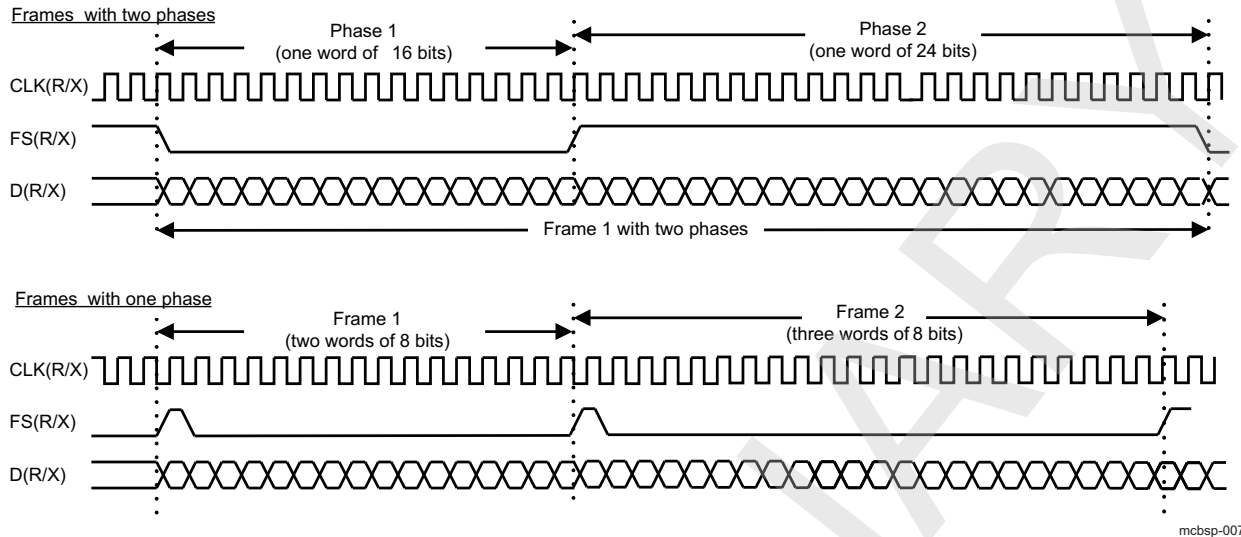 Frames with two phases
Phase 1
(one word of 16 bits)
Phase 2
(one word of 24 bits)
CLK(R/X)
FS(R/X)
D(R/X)
Frame 1 with two phases
Frames with one phase
Frame 1
(two words of 8 bits)
Frame 2
(three words of 8 bits)
CLK(R/X)
FS(R/X)
D(R/X)
mcbsp-007